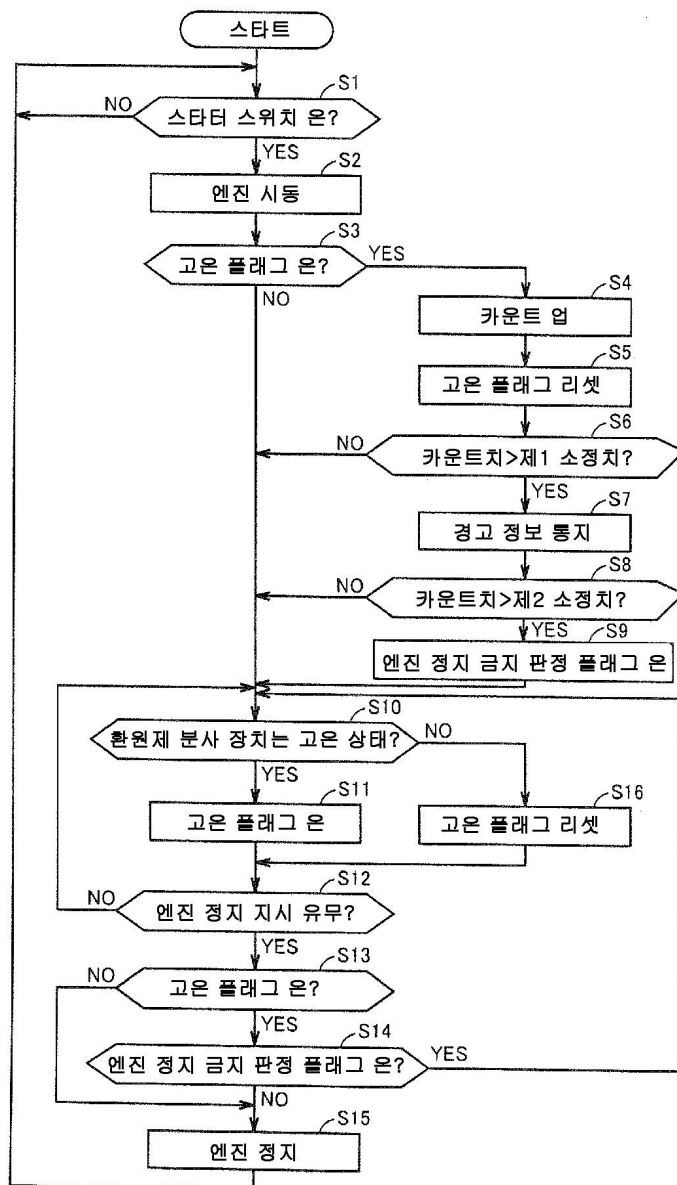 스타트
S1
NO
스타터 스위치 온?
YES
S2
엔진 시동
S3
고온 플래그 온?
YES
NO
S4
카운트 업
S5
고온 플래그 리셋
S6
NO
카운트치>제1 소정치?
YES
S7
경고 정보 통지
S8
NO
카운트치>제2 소정치?
YES
S9
엔진 정지 금지 판정 플래그 온
S10
환원제 분사 장치는 고온 상태?
NO
YES
S11
고온 플래그 온
S16
고온 플래그 리셋
S12
NO
엔진 정지 지시 유무?
YES
S13
NO
고온 플래그 온?
YES
S14
엔진 정지 금지 판정 플래그 온?
YES
NO
S15
엔진 정지